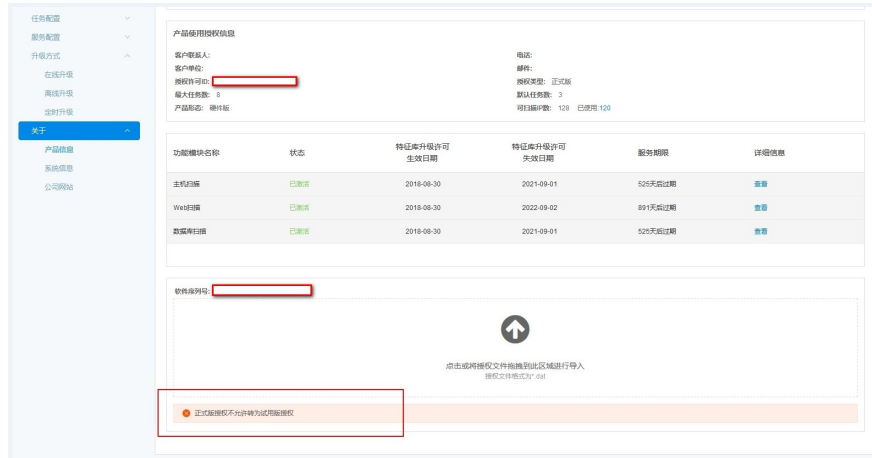 任务配置
服务配置
升级方式
在线升级
离线升级
定时升级
关于
产品信息
系统信息
公司网站
产品使用授权信息
客户联系人: 电话:
客户单位: 邮件:
授权许可ID: 授权类型: 正式版
最大任务数: 8 默认任务数: 3
产品形态: 硬件版 可扫描IP数: 128 已使用:120
功能模块名称 状态 特征库升级许可 生效日期 特征库升级许可 失效日期 服务期限 详细信息
主机扫描 已激活 2018-08-30 2021-09-01 525天后过期 查看
Web扫描 已激活 2018-08-30 2022-09-02 891天后过期 查看
数据库扫描 已激活 2018-08-30 2021-09-01 525天后过期 查看
软件序列号:
点击或将授权文件拖拽到此区域进行导入
授权文件格式为*.dat
正式版授权不允许转为试用版授权